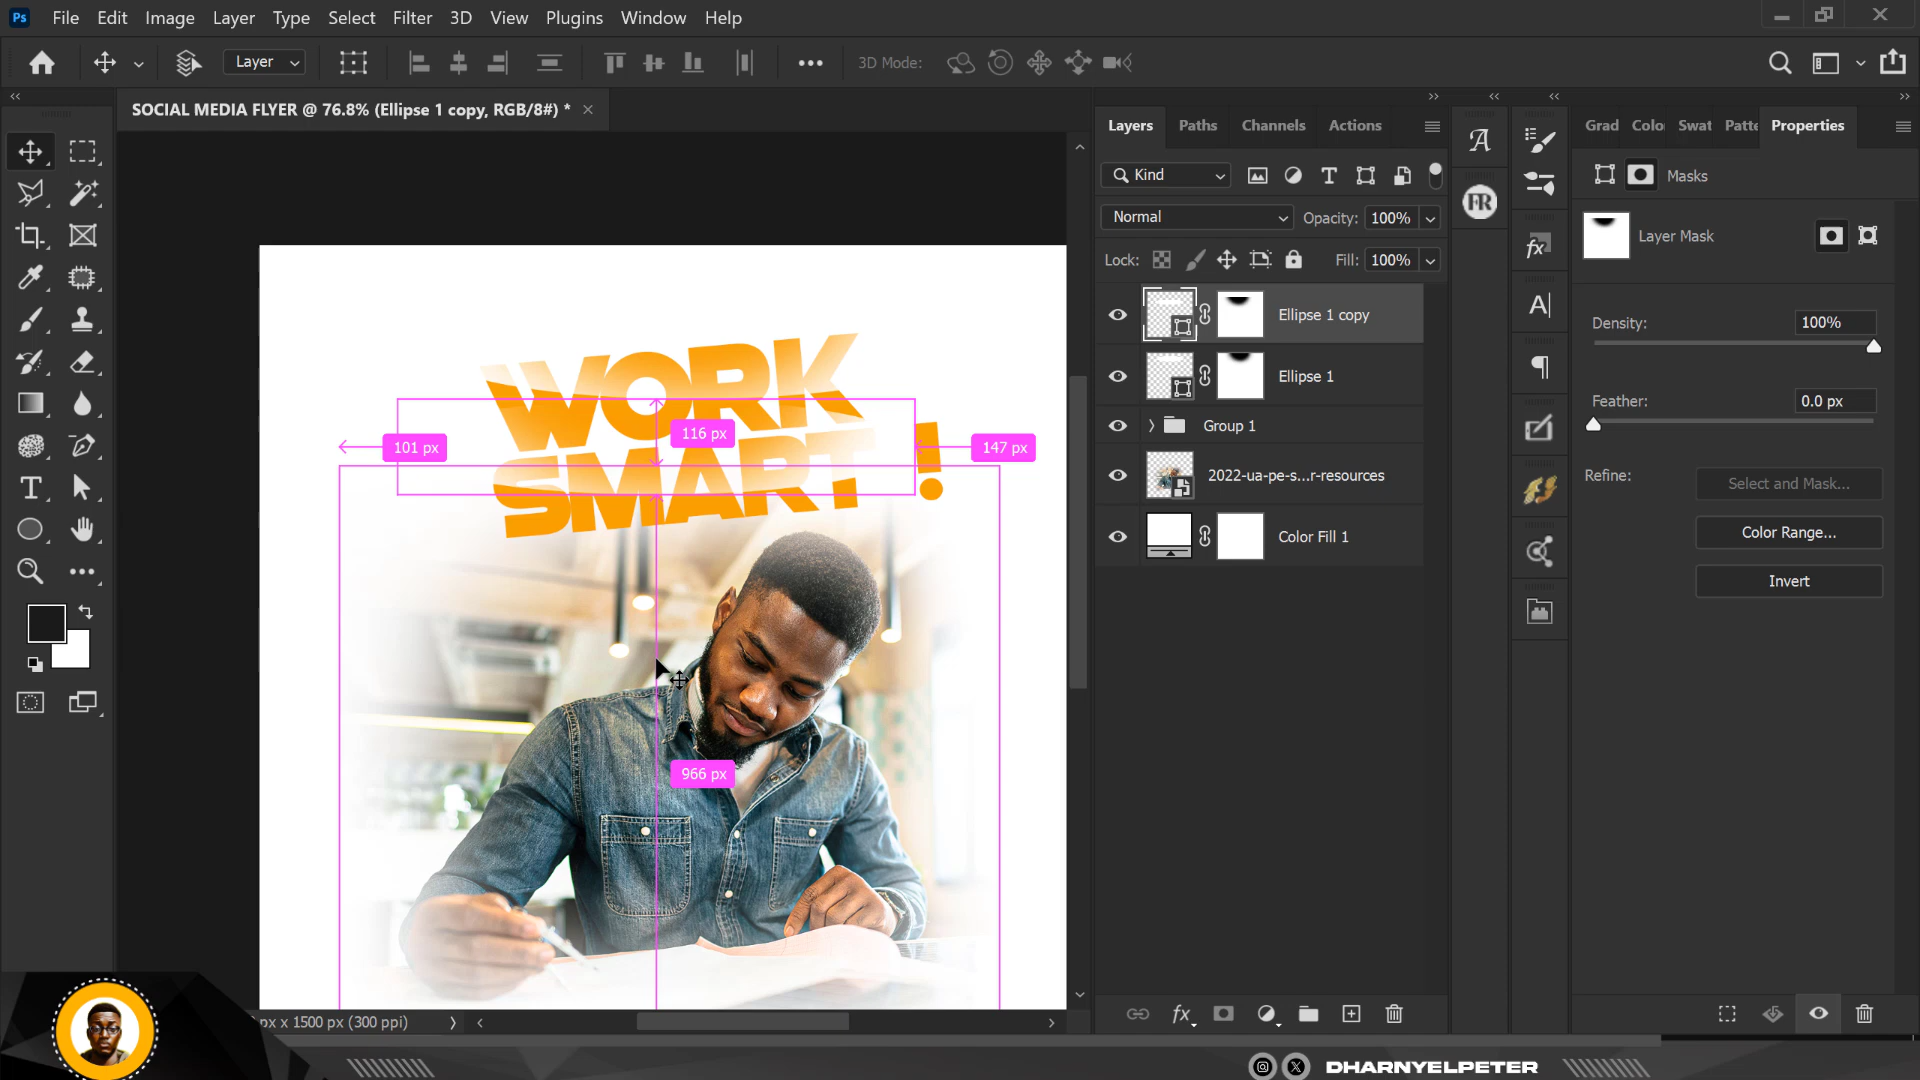 Ps File Edit Image Layer Type Select Filter 3D View Plugins Window Help
Layer 3D Mode:
SOCIAL MEDIA FLYER @ 76.8% (Ellipse 1 copy, RGB/8#) *
Layers Paths Channels Actions
Grad Colo Swat Patte Properties
Kind
Masks
Normal Opacity: 100%
Layer Mask
Lock: Fill: 100%
Ellipse 1 copy
Density: 100%
Ellipse 1
Feather: 0.0 px
Group 1
2022-ua-pe-s...r-resources
Refine: Select and Mask...
Color Fill 1
Color Range...
Invert
WORK
SMART!
116 px
101 px
147 px
966 px
px x 1500 px (300 ppi)
FR
fx
DHARNYELPETER